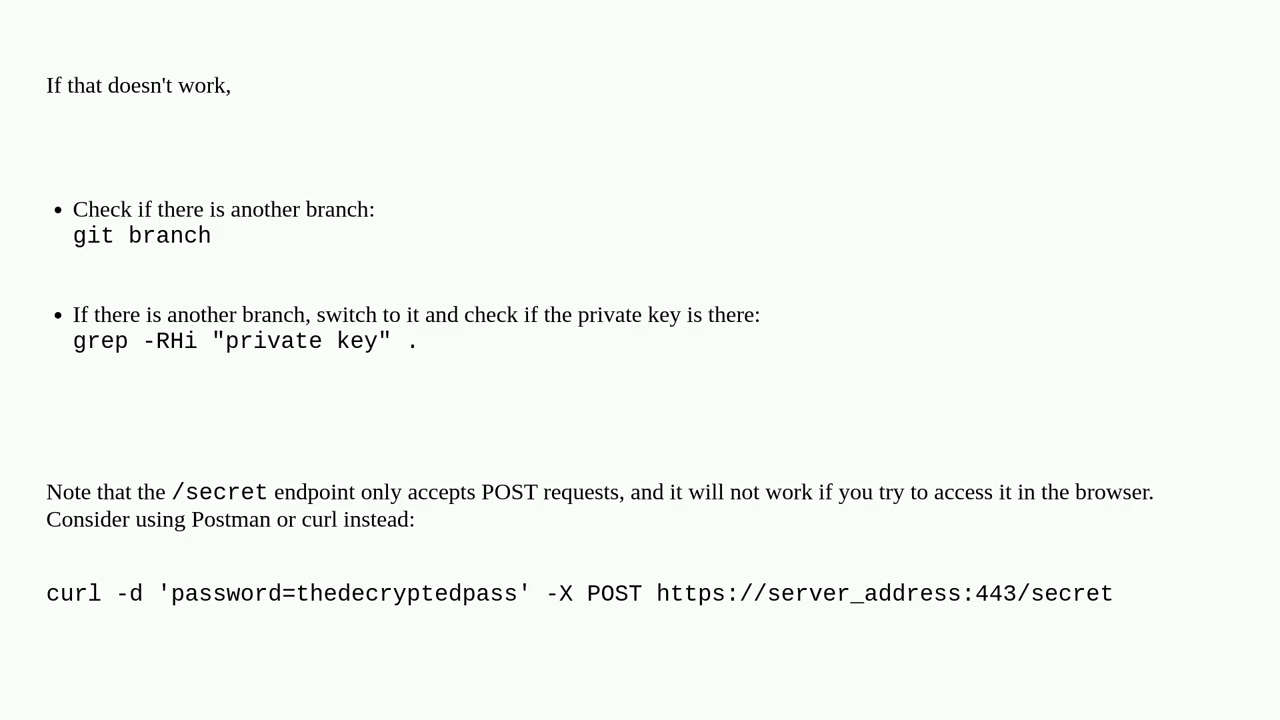 If that doesn't work,
• Check if there is another branch:
git branch
• If there is another branch, switch to it and check if the private key is there:
grep -RHi "private key" .
Note that the /secret endpoint only accepts POST requests, and it will not work if you try to access it in the browser.
Consider using Postman or curl instead:
curl -d 'password=thedecryptedpass' -X POST https://server_address:443/secret